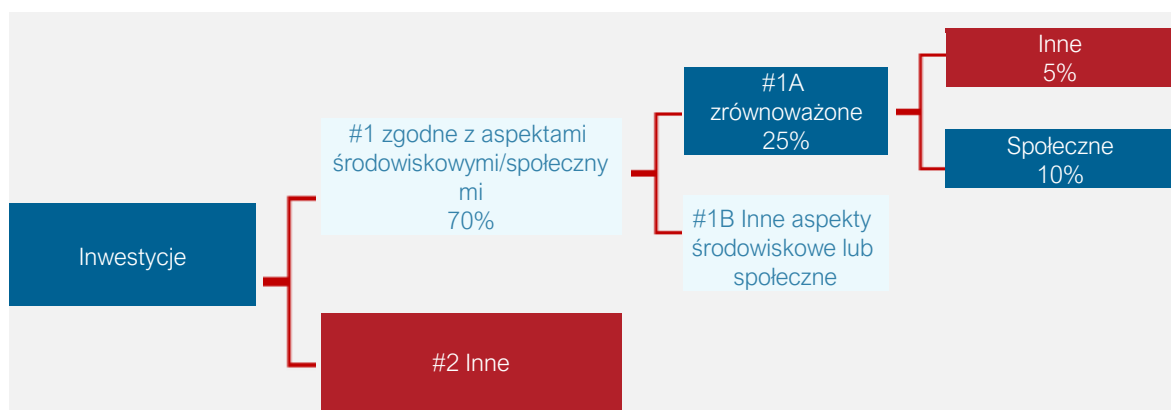 Inwestycje
#1 zgodne z aspektami
środowiskowymi/społeczny
mi
70%
#2 Inne
#1A
zrównoważone
25%
#1B Inne aspekty
środowiskowe lub
społeczne
Inne
5%
Społeczne
10%